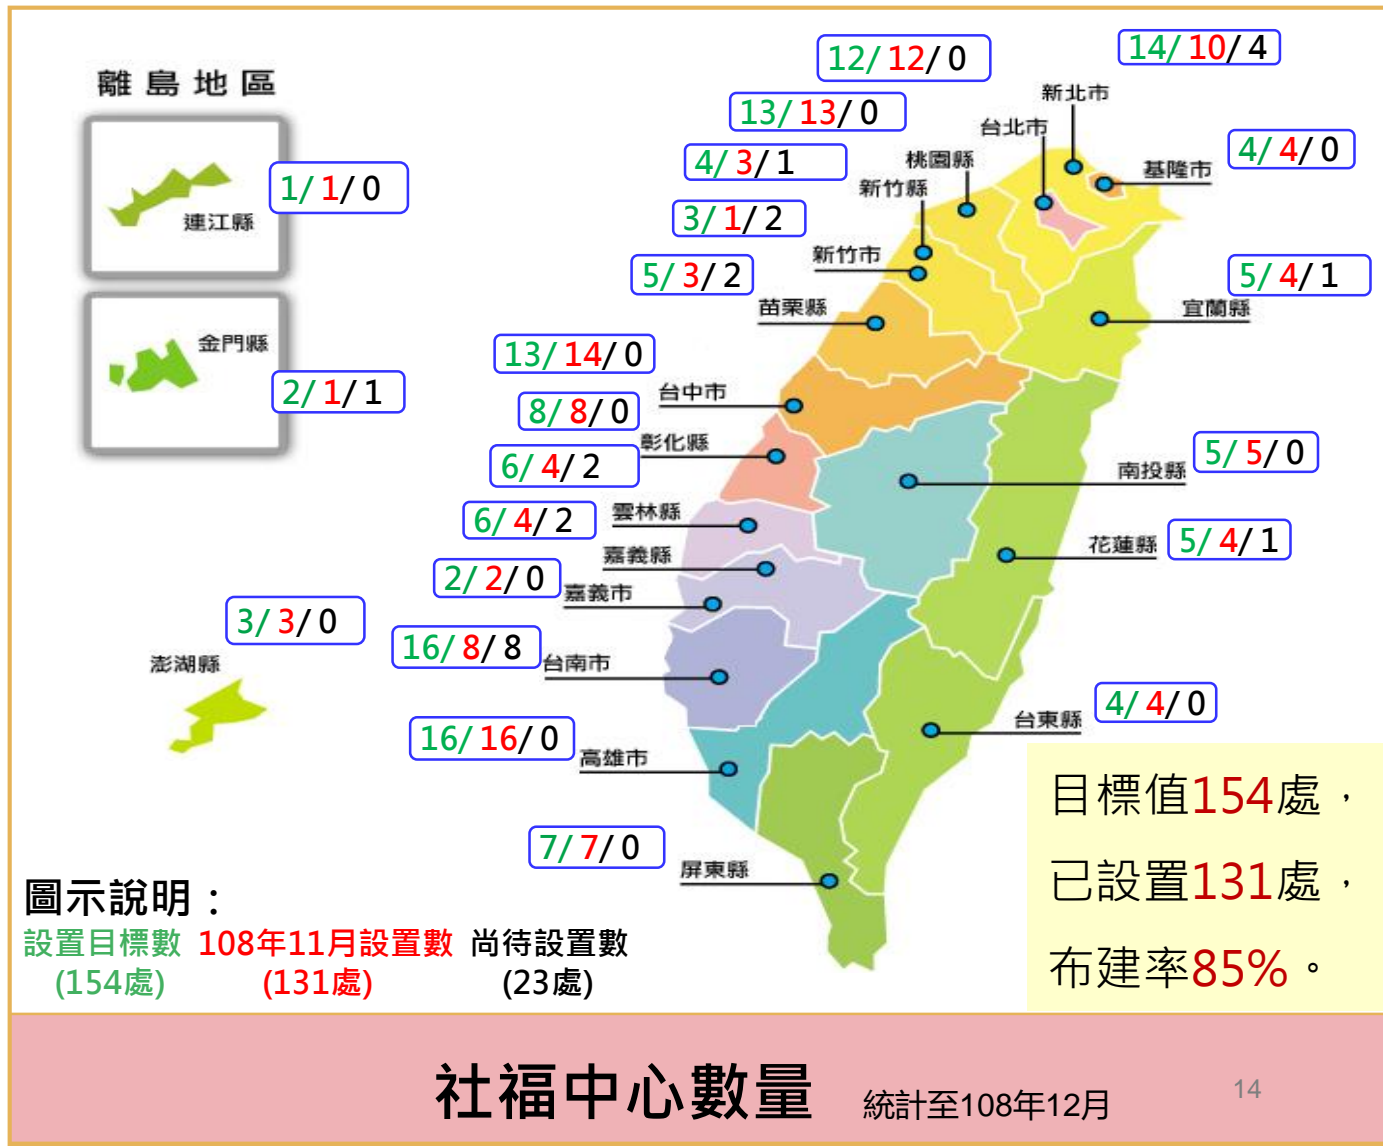 離島地區
12/ 12/ 0
14/ 10/ 4
新北市
13/ 13/ 0
台北市
4/ 3/ 1
桃園縣
4/ 4/ 0
基隆市
1/ 1/ 0
連江縣
新竹縣
3/ 1/ 2
新竹市
5/ 3/ 2
5/ 4/ 1
宜蘭縣
苗栗縣
金門縣
2/ 1/ 1
13/ 14/ 0
台中市
8/ 8/ 0
彰化縣
5/ 5/ 0
南投縣
6/ 4/ 2
雲林縣
6/ 4/ 2
嘉義縣
花蓮縣
5/ 4/ 1
2/ 2/ 0
嘉義市
3/ 3/ 0
澎湖縣
16/ 8/ 8
台南市
4/ 4/ 0
台東縣
16/ 16/ 0
高雄市
7/ 7/ 0
屏東縣
目標值154處，
已設置131處，
布建率85%。
圖示說明：
設置目標數 108年11月設置數 尚待設置數
(154處) (131處) (23處)
社福中心數量 統計至108年12月
14